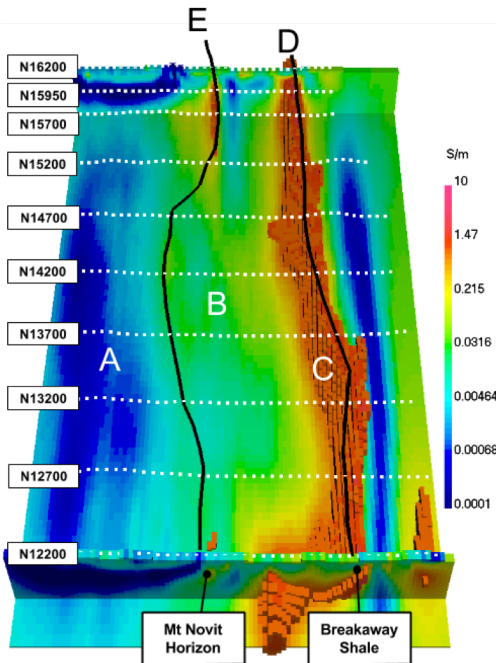 E
D
N16200
N15950
N15700
N15200
N14700
N14200
N13700
N13200
N12700
N12200
A
B
C
S/m
10
1.47
0.215
0.0316
0.00464
0.00068
0.0001
Mt Novit
Horizon
Breakaway
Shale